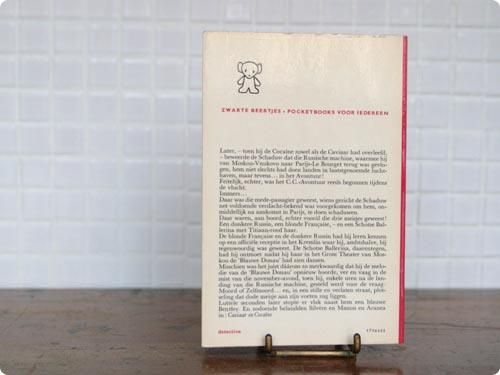 ZWARTE BEERTJES • POCKETBOOKS VOOR IEDEREEN
Later, – toen hij de Cocaïne zowel als de Caviaar had overleefd,
– beweerde de Schaduw dat die Russische machine, waarmee hij
van Moskou-Vnukovo naar Parijs-Le Bourget terug was gevlo-
gen, hem niet slechts had doen landen in laatstgenoemde lucht-
haven, maar tevens... in het Avontuur!
Feitelijk, echter, was het C.C.-Avontuur reeds begonnen tijdens
de vlucht.
Immers...
Daar was die mede-passagier geweest, wiens gezicht de Schaduw
net voldoende verdacht-bekend was voorgekomen om hem, on-
middellijk na aankomst in Parijs, te doen schaduwen.
Daar waren, aan boord, echter vooral die drie meisjes geweest!
Een donkere Russin, een blonde Française, – en een Schotse Bal-
lerina met Titiaan-rood haar.
De blonde Française en de donkere Russin had hij leren kennen
op een officiële receptie in het Kremlin waar hij, ambtshalve, bij
tegenwoordig was geweest. De Schotse Ballerina, daarentegen,
had hij ontmoet nadat hij haar in het Grote Theater van Mos-
kou de 'Blauwe Donau' had zien dansen.
Misschien was het juist dáárom zo merkwaardig dat hij de melo-
die van de 'Blauwe Donau' opnieuw hoorde, ver en vaag in de
mist van die november-avond, toen hij, enkele uren na de lan-
ding van die Russische machine, gesteld werd voor de vraag:
Moord of Zelfmoord... en, in een stille en verlaten straat, plot-
seling dat dode meisje aan zijn voeten zag liggen.
Luttele seconden later stopte er vlak naast hem een blauwe
Bentley. En zodoende belandden Silvère en Manou en Aranea
in : Caviaar en Cocaïne
detective